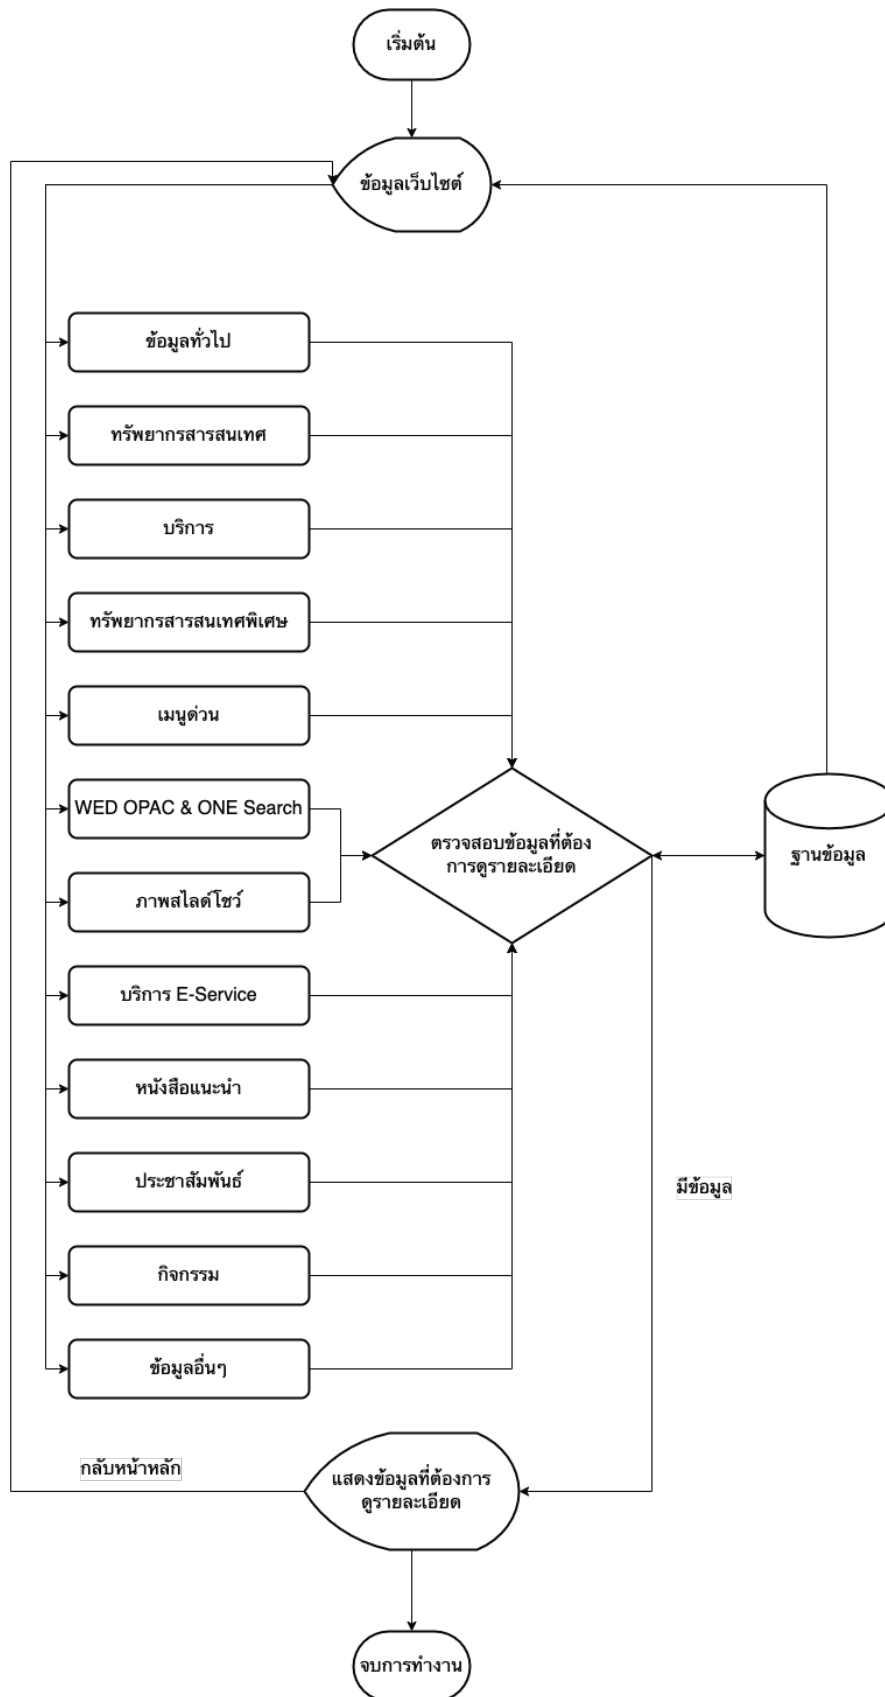 เริ่มต้น
ข้อมูลเว็บไซต์
ข้อมูลทั่วไป
ทรัพยากรสารสนเทศ
บริการ
ทรัพยากรสารสนเทศพิเศษ
เมนูด่วน
WED OPAC & ONE Search
ตรวจสอบข้อมูลที่ต้อง
การดูรายละเอียด
ฐานข้อมูล
ภาพสไลด์โชว์
บริการ E-Service
หนังสือแนะนำ
ประชาสัมพันธ์
มีข้อมูล
กิจกรรม
ข้อมูลอื่นๆ
กลับหน้าหลัก
แสดงข้อมูลที่ต้องการ
ดูรายละเอียด
จบการทำงาน